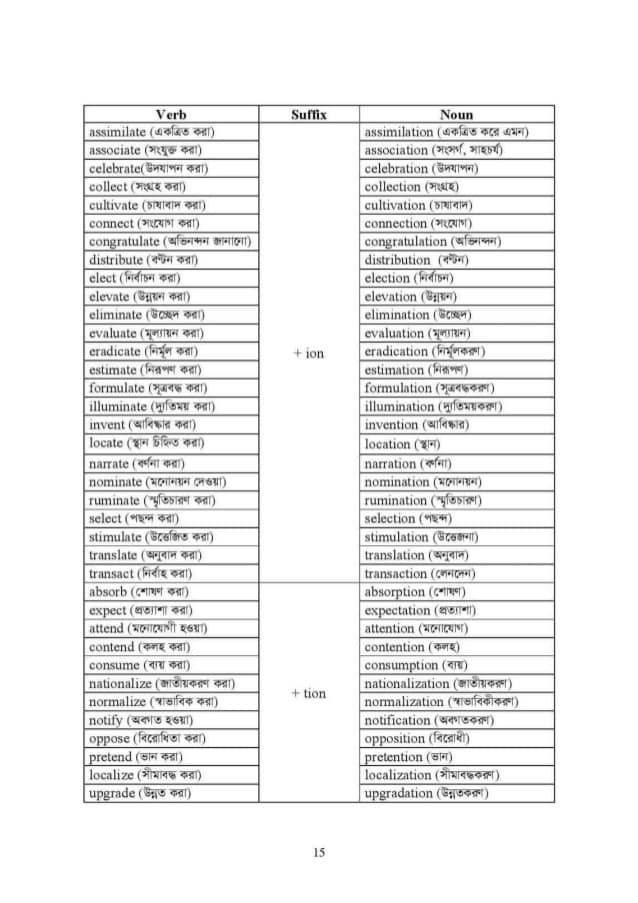 Verb Suffix Noun
assimilate (একত্রিত করা) assimilation (একত্রিত করে এমন)
associate (সংযুক্ত করা) association (সংসর্গ, সাহচর্য)
celebrate(উদযাপন করা) celebration (উদযাপন)
collect (সংগ্রহ করা) collection (সংগ্রহ)
cultivate (চাষাবাদ করা) cultivation (চাষাবাদ)
connect (সংযোগ করা) connection (সংযোগ)
congratulate (অভিনন্দন জানানো) congratulation (অভিনন্দন)
distribute (বণ্টন করা) distribution (বণ্টন)
elect (নির্বাচন করা) election (নির্বাচন)
elevate (উন্নয়ন করা) elevation (উন্নয়ন)
eliminate (উচ্ছেদ করা) elimination (উচ্ছেদ)
evaluate (মূল্যায়ন করা) evaluation (মূল্যায়ন)
eradicate (নির্মূল করা) + ion eradication (নির্মূলকরণ)
estimate (নিরূপণ করা) estimation (নিরূপণ)
formulate (সূত্রবদ্ধ করা) formulation (সূত্রবদ্ধকরণ)
illuminate (দ্যুতিময় করা) illumination (দ্যুতিময়করণ)
invent (আবিষ্কার করা) invention (আবিষ্কার)
locate (স্থান চিহ্নিত করা) location (স্থান)
narrate (বর্ণনা করা) narration (বর্ণনা)
nominate (মনোনয়ন দেওয়া) nomination (মনোনয়ন)
ruminate (স্মৃতিচারণ করা) rumination (স্মৃতিচারণ)
select (পছন্দ করা) selection (পছন্দ)
stimulate (উত্তেজিত করা) stimulation (উত্তেজনা)
translate (অনুবাদ করা) translation (অনুবাদ)
transact (নির্বাহ করা) transaction (লেনদেন)
absorb (শোষণ করা) absorption (শোষণ)
expect (প্রত্যাশা করা) expectation (প্রত্যাশা)
attend (মনোযোগী হওয়া) attention (মনোযোগ)
contend (কলহ করা) contention (কলহ)
consume (ব্যয় করা) consumption (ব্যয়)
nationalize (জাতীয়করণ করা) nationalization (জাতীয়করণ)
normalize (স্বাভাবিক করা) + tion normalization (স্বাভাবিকীকরণ)
notify (অবগত হওয়া) notification (অবগতকরণ)
oppose (বিরোধিতা করা) opposition (বিরোধী)
pretend (ভান করা) pretention (ভান)
localize (সীমাবদ্ধ করা) localization (সীমাবদ্ধকরণ)
upgrade (উন্নত করা) upgradation (উন্নতকরণ)
15